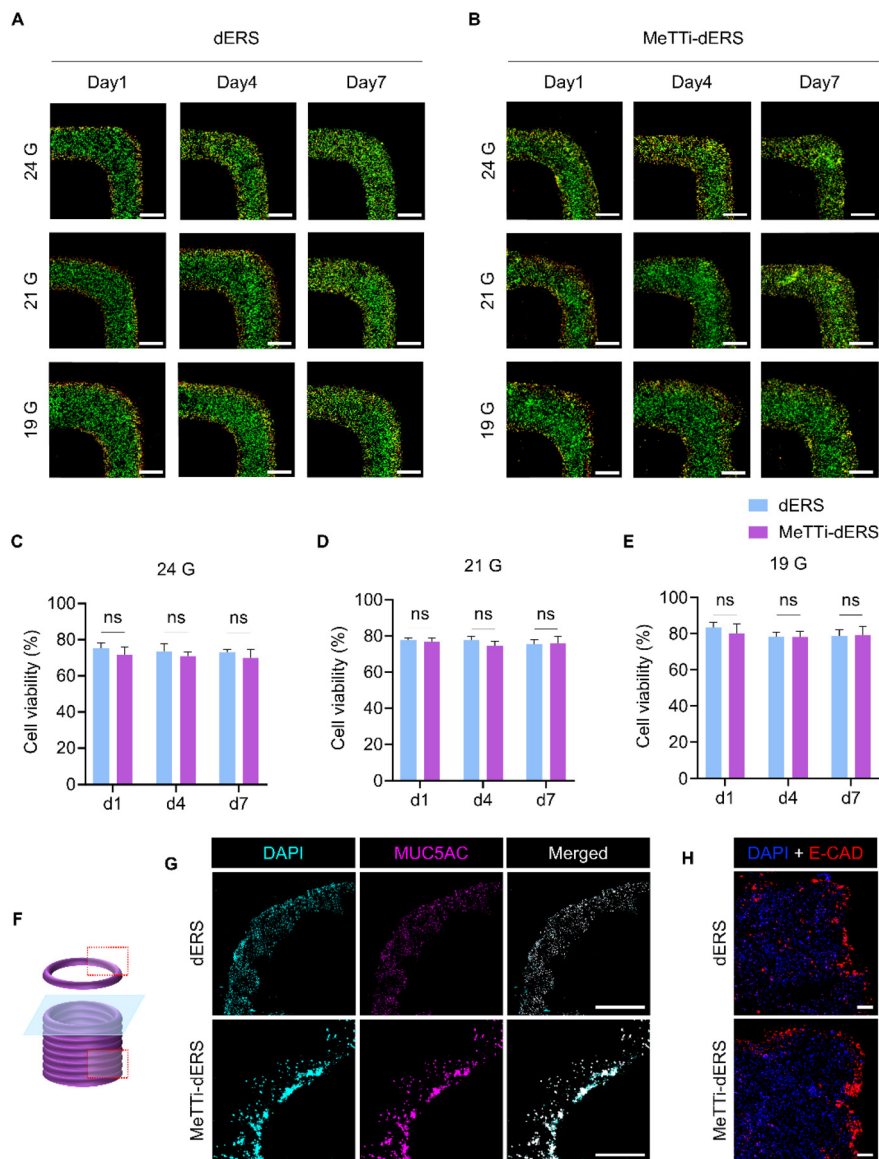 A
dERS
Day1 Day4 Day7
24 G
21 G
19 G
B
MeTTi-dERS
Day1 Day4 Day7
24 G
21 G
19 G
dERS
MeTTi-dERS
C
24 G
Cell viability (%)
100
80
60
40
20
0
ns ns ns
d1 d4 d7
D
21 G
Cell viability (%)
100
80
60
40
20
0
ns ns ns
d1 d4 d7
E
19 G
Cell viability (%)
100
80
60
40
20
0
ns ns ns
d1 d4 d7
F
G
DAPI MUC5AC Merged
dERS
MeTTi-dERS
H
DAPI + E-CAD
dERS
MeTTi-dERS